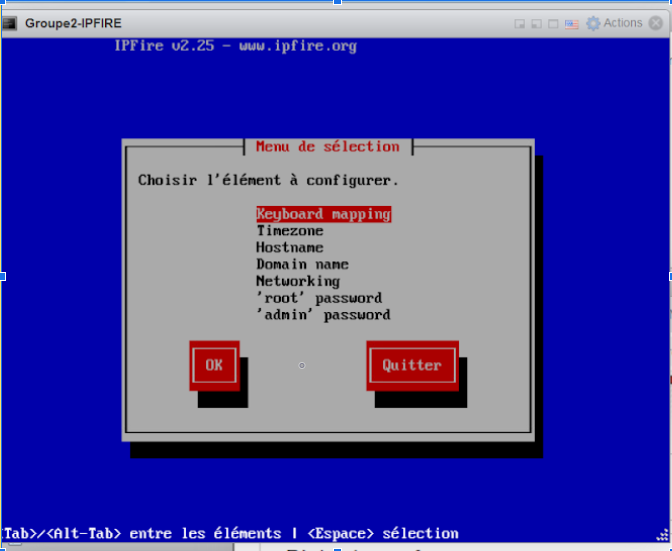 Groupe2-IPFIRE
Actions
IPFire v2.25 - www.ipfire.org
Menu de sélection
Choisir l'élément à configurer.
Keyboard mapping
Timezone
Hostname
Domain name
Networking
'root' password
'admin' password
OK
Quitter
Tab>/<Alt-Tab> entre les éléments | <Espace> sélection